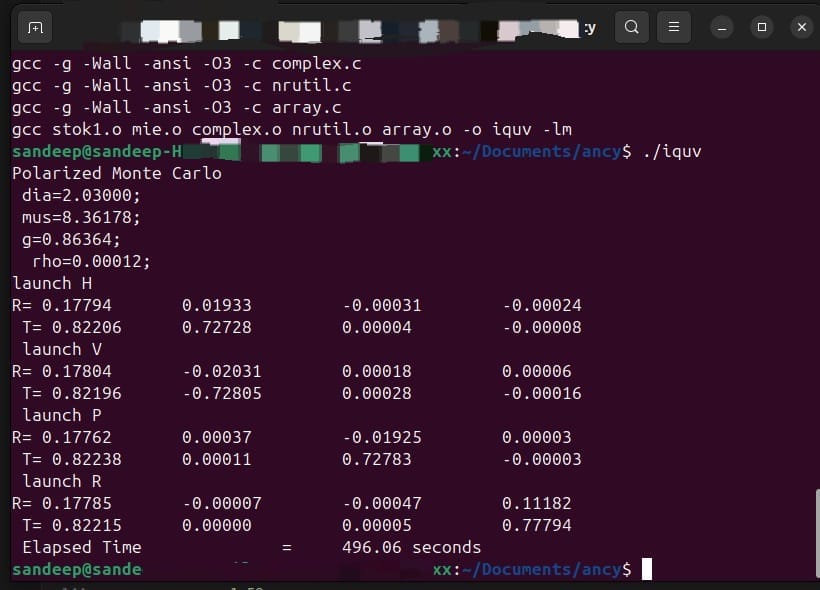 cy
gcc -g -Wall -ansi -O3 -c complex.c
gcc -g -Wall -ansi -O3 -c nrutil.c
gcc -g -Wall -ansi -O3 -c array.c
gcc stok1.o mie.o complex.o nrutil.o array.o -o iquv -lm
sandeep@sandeep-H xx:~/Documents/ancy$ ./iquv
Polarized Monte Carlo
dia=2.03000;
mus=8.36178;
g=0.86364;
rho=0.00012;
launch H
R= 0.17794 0.01933 -0.00031 -0.00024
T= 0.82206 0.72728 0.00004 -0.00008
launch V
R= 0.17804 -0.02031 0.00018 0.00006
T= 0.82196 -0.72805 0.00028 -0.00016
launch P
R= 0.17762 0.00037 -0.01925 0.00003
T= 0.82238 0.00011 0.72783 -0.00003
launch R
R= 0.17785 -0.00007 -0.00047 0.11182
T= 0.82215 0.00000 0.00005 0.77794
Elapsed Time = 496.06 seconds
sandeep@sande xx:~/Documents/ancy$